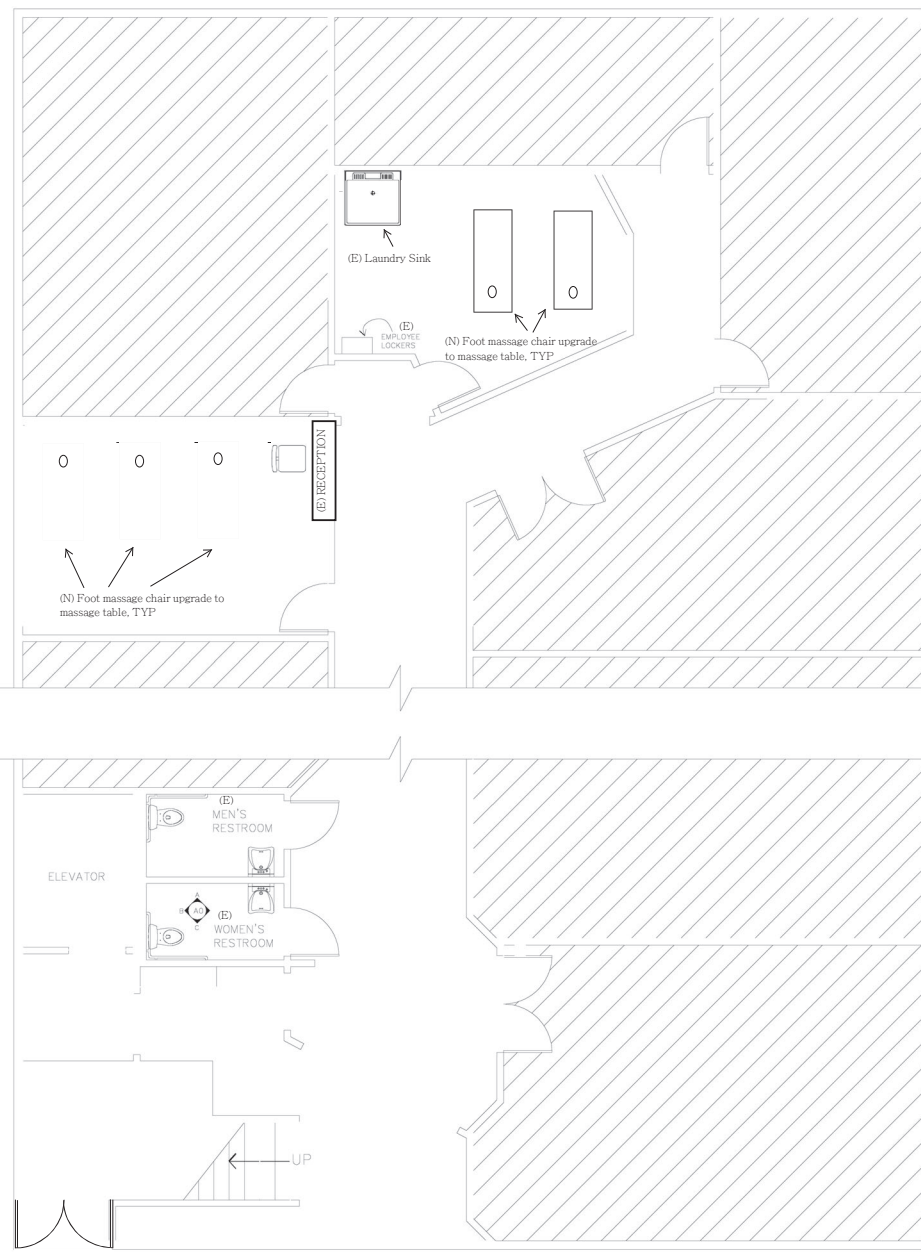 (E) Laundry Sink
(E)
EMPLOYEE
LOCKERS
(N) Foot massage chair upgrade
to massage table, TYP
(E) RECEPTION
(N) Foot massage chair upgrade to
massage table, TYP
(E)
MEN'S
RESTROOM
ELEVATOR
A
B
A0
C
(E)
WOMEN'S
RESTROOM
UP